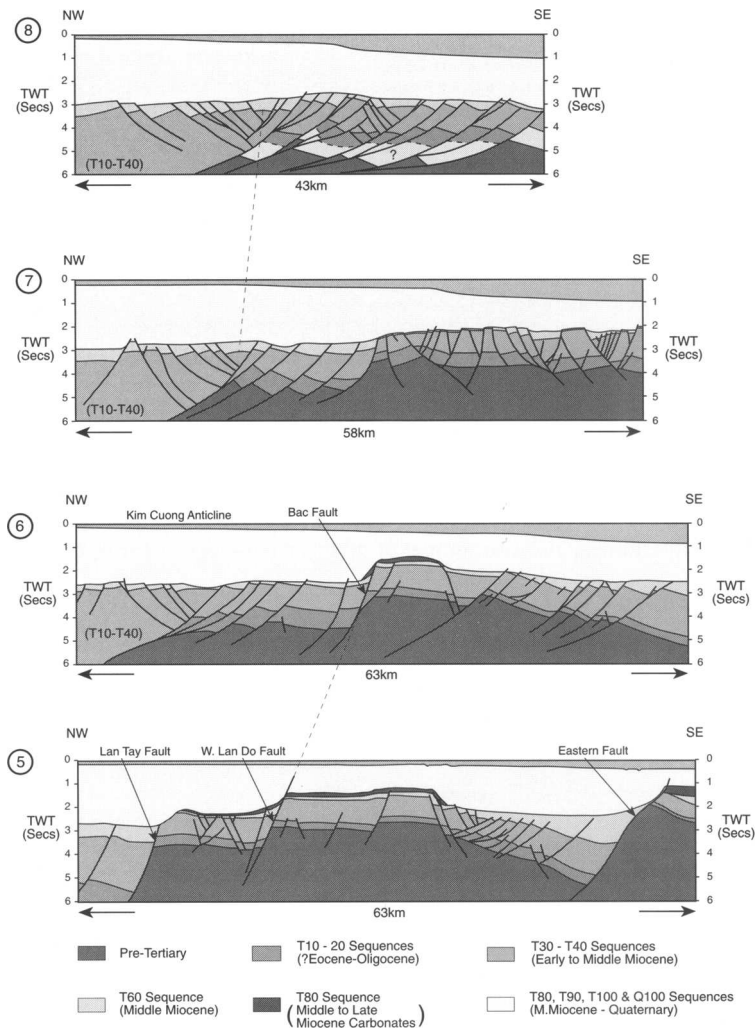 8
NW
SE
0
1
2
3
4
5
6
TWT
(Secs)
0
1
2
3
4
5
6
TWT
(Secs)
(T10-T40)
?
43km
7
NW
SE
0
1
2
3
4
5
6
TWT
(Secs)
0
1
2
3
4
5
6
TWT
(Secs)
(T10-T40)
58km
6
NW
SE
Kim Cuong Anticline
Bac Fault
0
1
2
3
4
5
6
TWT
(Secs)
0
1
2
3
4
5
6
TWT
(Secs)
(T10-T40)
63km
5
NW
SE
Lan Tay Fault
W. Lan Do Fault
Eastern Fault
0
1
2
3
4
5
6
TWT
(Secs)
0
1
2
3
4
5
6
TWT
(Secs)
63km
Pre-Tertiary
T10 - 20 Sequences
(?Eocene-Oligocene)
T30 - T40 Sequences
(Early to Middle Miocene)
T60 Sequence
(Middle Miocene)
T80 Sequence
(Middle to Late
Miocene Carbonates)
T80, T90, T100 & Q100 Sequences
(M.Miocene - Quaternary)